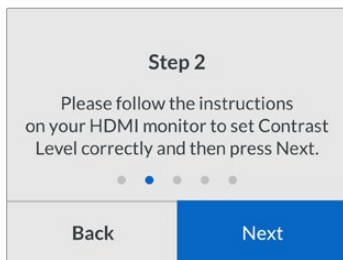 Step 2
Please follow the instructions
on your HDMI monitor to set Contrast
Level correctly and then press Next.
Back
Next